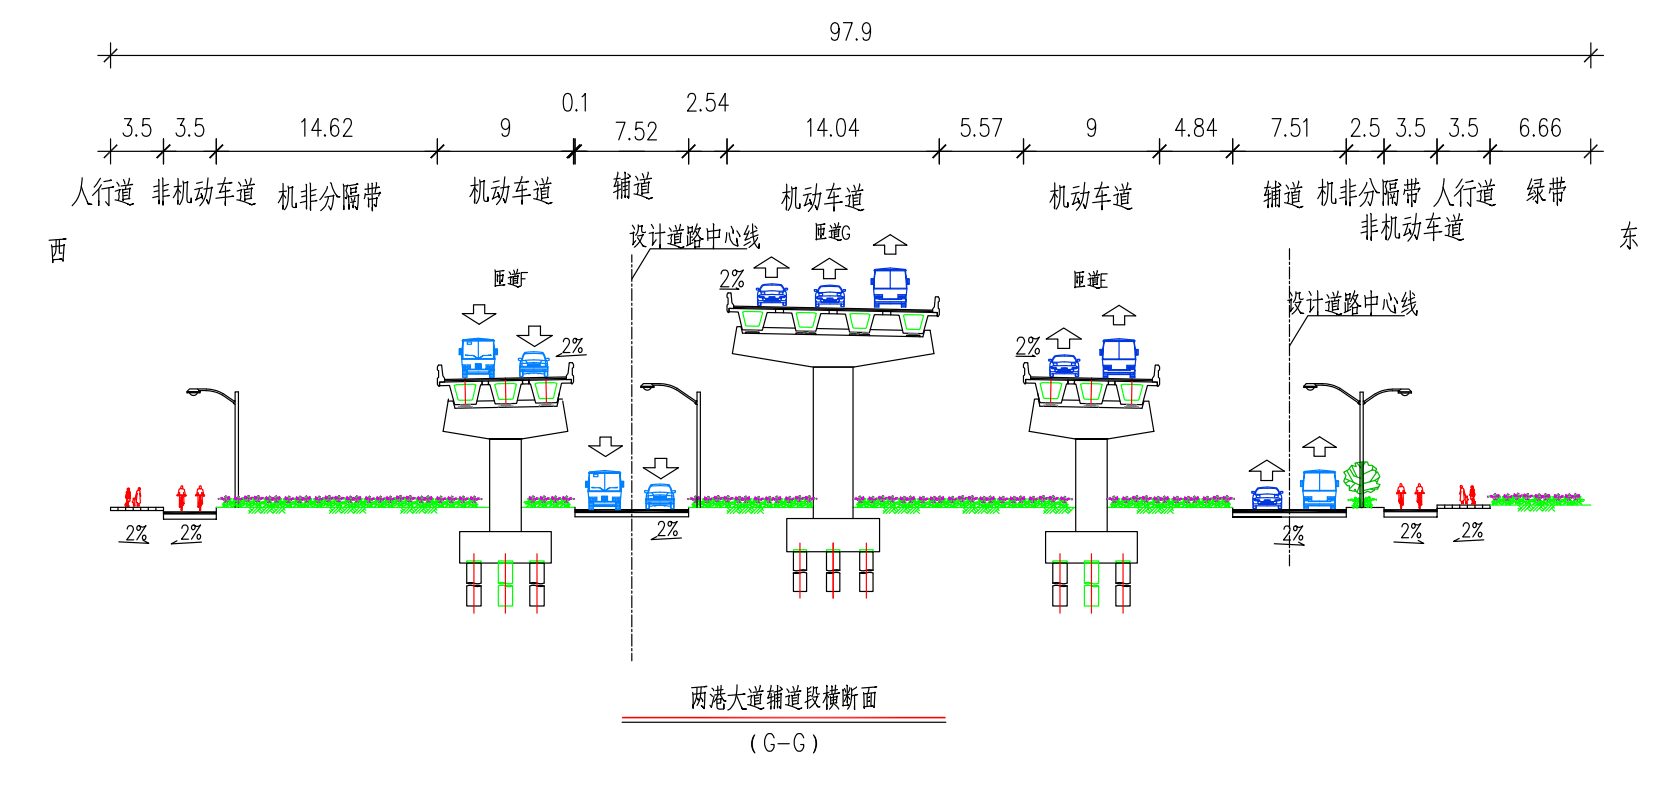 97.9
0.1 2.54
3.5 3.5 14.62 9 7.52 14.04 5.57 9 4.84 7.51 2.5 3.5 3.5 6.66
人行道 非机动车道 机非分隔带 机动车道 辅道 机动车道 机动车道 辅道 机非分隔带 人行道 绿带
非机动车道
西 东
设计道路中心线
匝道G
匝道F
匝道E
2%
设计道路中心线
2%
2%
2%
2%
2%
2%
2%
2%
2%
两港大道辅道段横断面
(G-G)